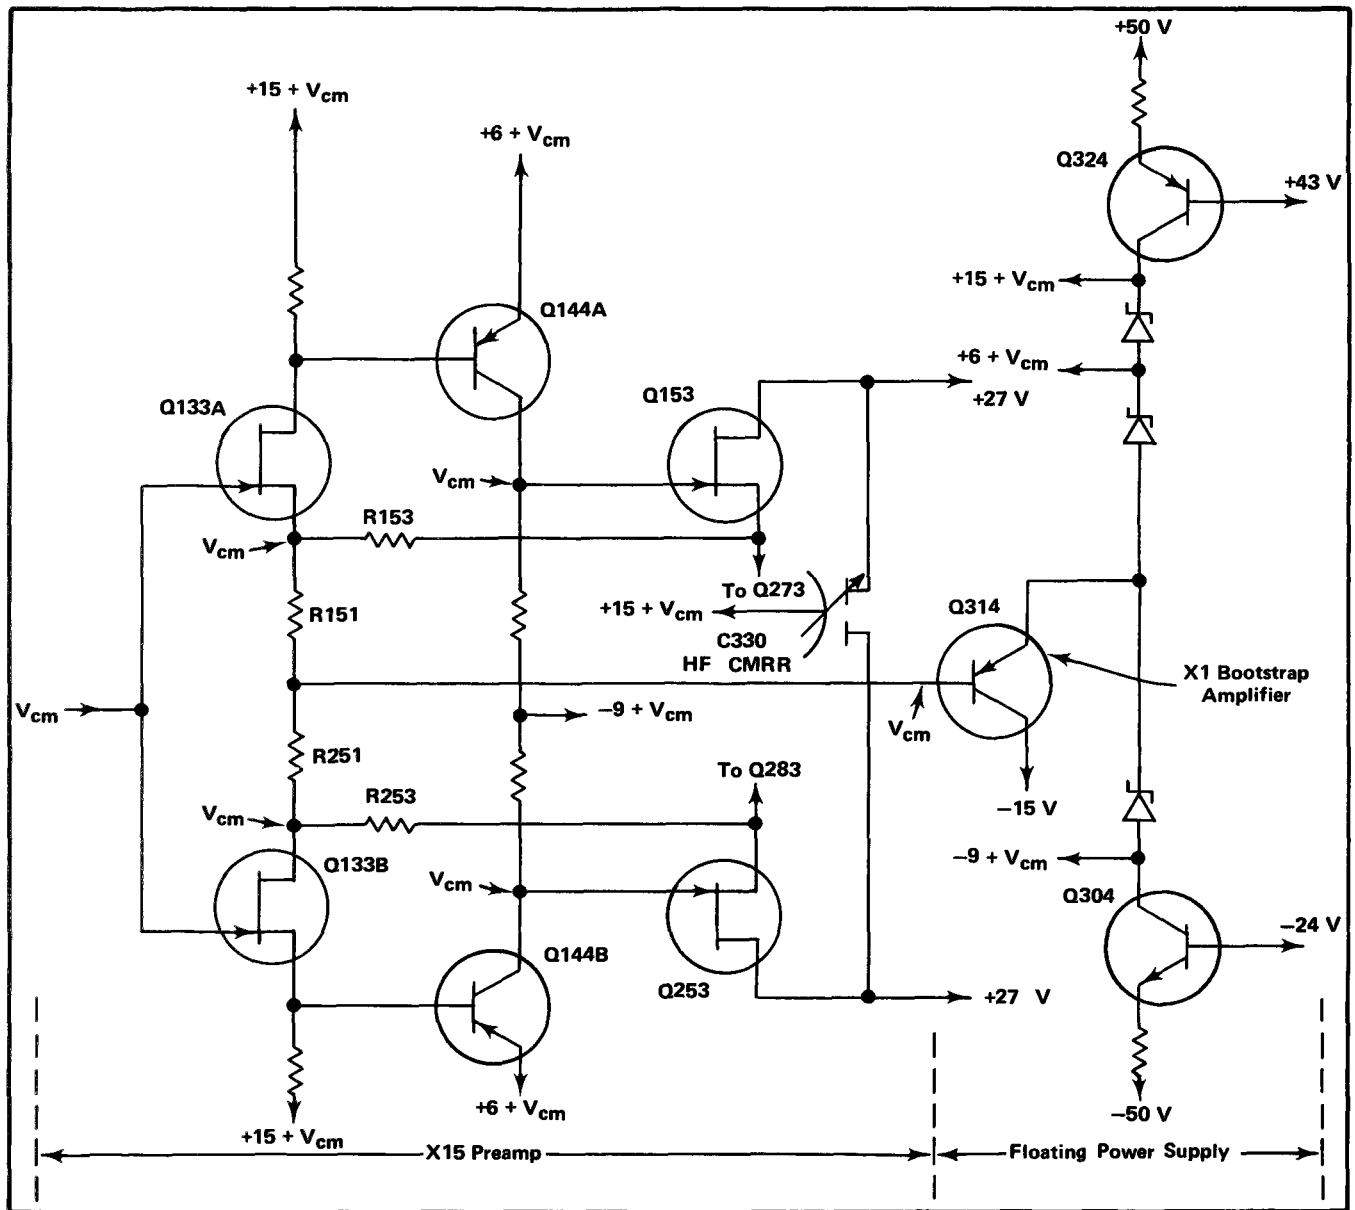 +50 V
+15 + Vcm
+6 + Vcm
Q324
+43 V
+15 + Vcm
Q144A
+6 + Vcm
Q153
+27 V
Q133A
Vcm
R153
Vcm
To Q273
+15 + Vcm
Q314
R151
C330
HF CMRR
X1 Bootstrap
Amplifier
Vcm
−9 + Vcm
Vcm
R251
To Q283
−15 V
R253
Vcm
Q133B
−9 + Vcm
Vcm
Q304
−24 V
Q144B
Q253
+27 V
+6 + Vcm
−50 V
+15 + Vcm
X15 Preamp
Floating Power Supply